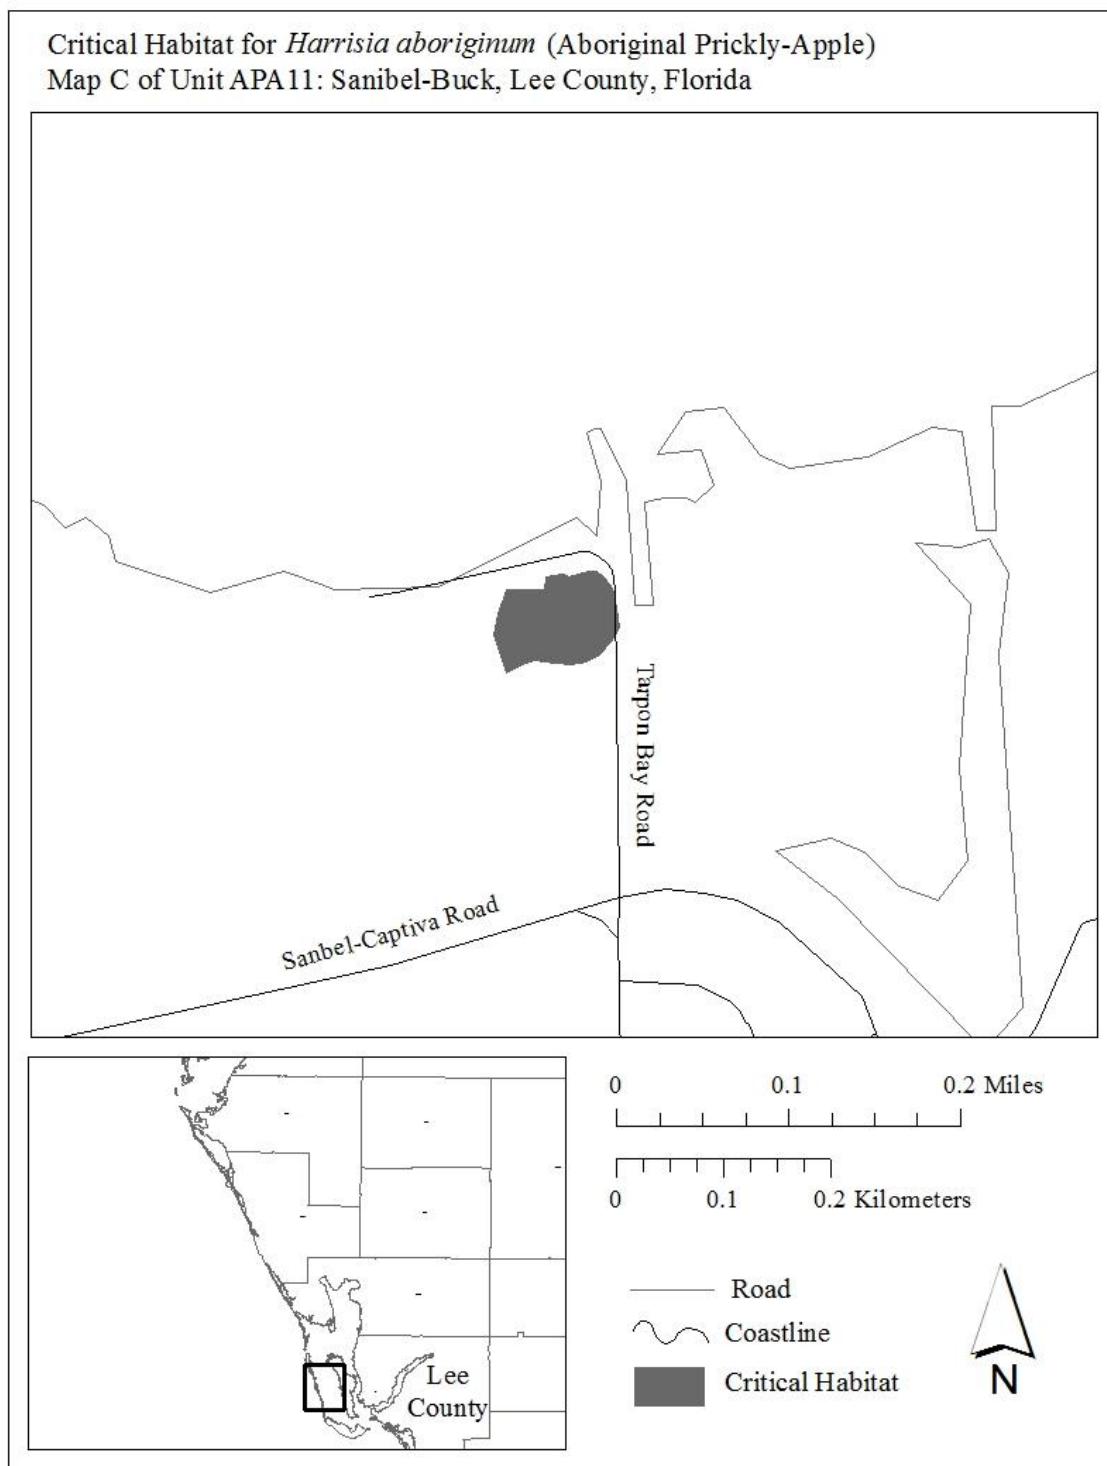 Critical Habitat for Harrisia aboriginum (Aboriginal Prickly-Apple)
Map C of Unit APA11: Sanibel-Buck, Lee County, Florida
Tarpon Bay Road
Sanbel-Captiva Road
0 0.1 0.2 Miles
0 0.1 0.2 Kilometers
Road
Coastline
Critical Habitat
N
Lee
County